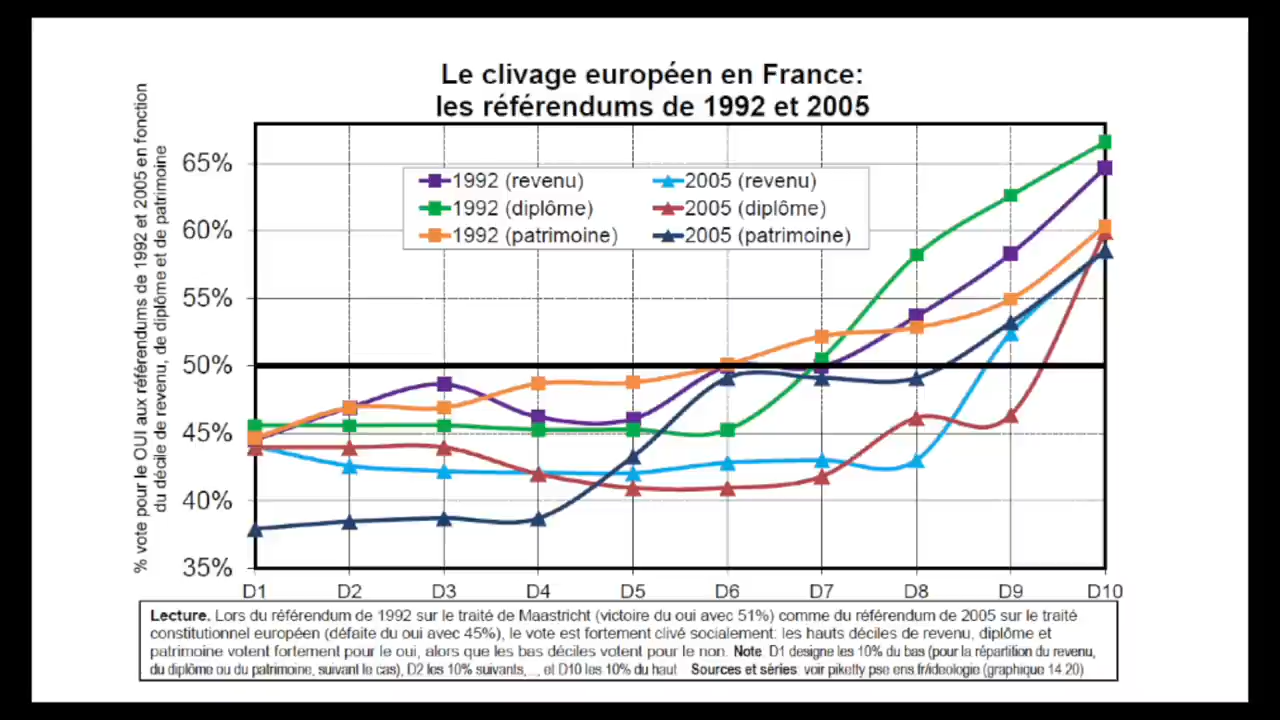 Le clivage européen en France:
les référendums de 1992 et 2005
% vote pour le OUI aux référendums de 1992 et 2005 en fonction
du décile de revenu, de diplôme et de patrimoine
65%
60%
55%
50%
45%
40%
35%
1992 (revenu) 2005 (revenu)
1992 (diplôme) 2005 (diplôme)
1992 (patrimoine) 2005 (patrimoine)
D1 D2 D3 D4 D5 D6 D7 D8 D9 D10
Lecture. Lors du référendum de 1992 sur le traité de Maastricht (victoire du oui avec 51%) comme du référendum de 2005 sur le traité
constitutionnel européen (défaite du oui avec 45%), le vote est fortement clivé socialement: les hauts déciles de revenu, diplôme et
patrimoine votent fortement pour le oui, alors que les bas déciles votent pour le non. Note. D1 designe les 10% du bas (pour la répartition du revenu,
du diplôme ou du patrimoine, suivant le cas), D2 les 10% suivants,..., et D10 les 10% du haut. Sources et séries: voir piketty.pse.ens.fr/ideologie (graphique 14.20)